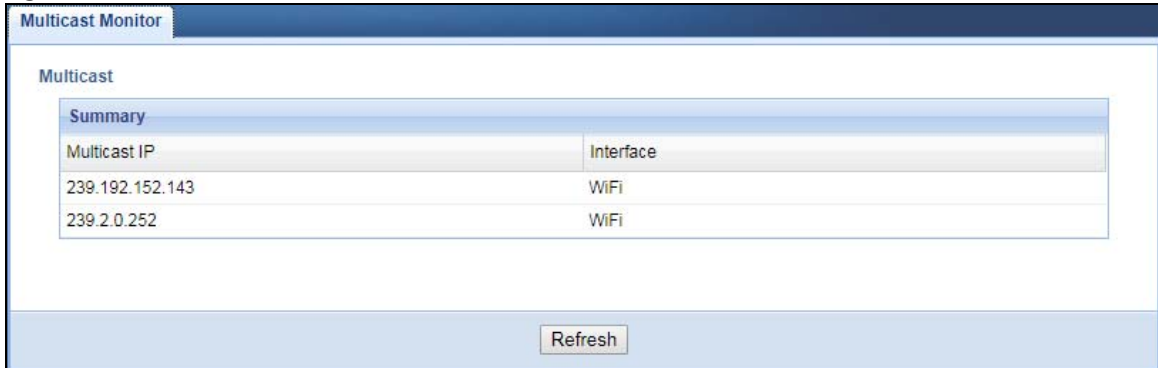 Multicast Monitor
Multicast
Summary
Multicast IP Interface
239.192.152.143 WiFi
239.2.0.252 WiFi
Refresh